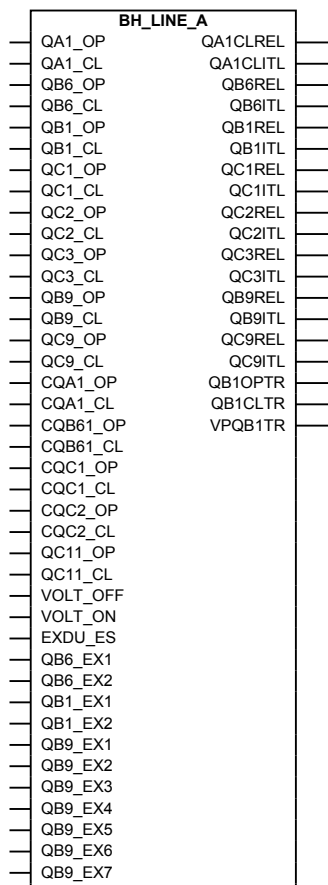 BH_LINE_A
QA1_OP QA1CLREL
QA1_CL QA1CLITL
QB6_OP QB6REL
QB6_CL QB6ITL
QB1_OP QB1REL
QB1_CL QB1ITL
QC1_OP QC1REL
QC1_CL QC1ITL
QC2_OP QC2REL
QC2_CL QC2ITL
QC3_OP QC3REL
QC3_CL QC3ITL
QB9_OP QB9REL
QB9_CL QB9ITL
QC9_OP QC9REL
QC9_CL QC9ITL
CQA1_OP QB1OPTR
CQA1_CL QB1CLTR
CQB61_OP VPQB1TR
CQB61_CL
CQC1_OP
CQC1_CL
CQC2_OP
CQC2_CL
QC11_OP
QC11_CL
VOLT_OFF
VOLT_ON
EXDU_ES
QB6_EX1
QB6_EX2
QB1_EX1
QB1_EX2
QB9_EX1
QB9_EX2
QB9_EX3
QB9_EX4
QB9_EX5
QB9_EX6
QB9_EX7